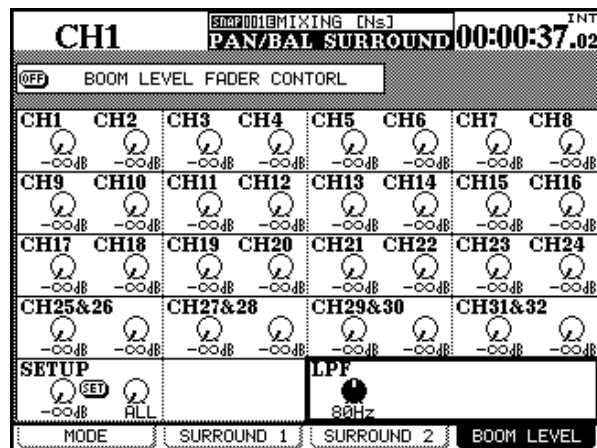 CH1 SNAP001 MIXING [Ns] INT
PAN/BAL SURROUND 00:00:37.02
OFF BOOM LEVEL FADER CONTORL
CH1 CH2 CH3 CH4 CH5 CH6 CH7 CH8
-∞dB -∞dB -∞dB -∞dB -∞dB -∞dB -∞dB -∞dB
CH9 CH10 CH11 CH12 CH13 CH14 CH15 CH16
-∞dB -∞dB -∞dB -∞dB -∞dB -∞dB -∞dB -∞dB
CH17 CH18 CH19 CH20 CH21 CH22 CH23 CH24
-∞dB -∞dB -∞dB -∞dB -∞dB -∞dB -∞dB -∞dB
CH25&26 CH27&28 CH29&30 CH31&32
-∞dB -∞dB -∞dB -∞dB -∞dB -∞dB -∞dB -∞dB
SETUP LPF
SET
-∞dB ALL 80Hz
MODE SURROUND 1 SURROUND 2 BOOM LEVEL